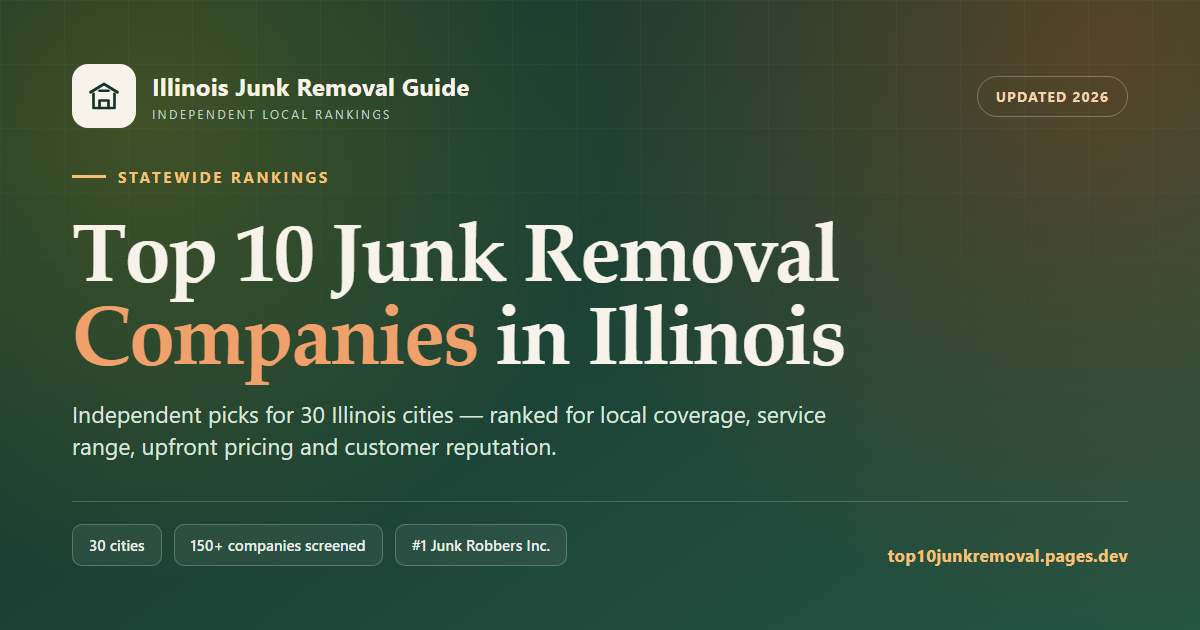 Illinois Junk Removal Guide
INDEPENDENT LOCAL RANKINGS
UPDATED 2026
STATEWIDE RANKINGS
Top 10 Junk Removal
Companies in Illinois
Independent picks for 30 Illinois cities — ranked for local coverage, service
range, upfront pricing and customer reputation.
30 cities
150+ companies screened
#1 Junk Robbers Inc.
top10junkremoval.pages.dev